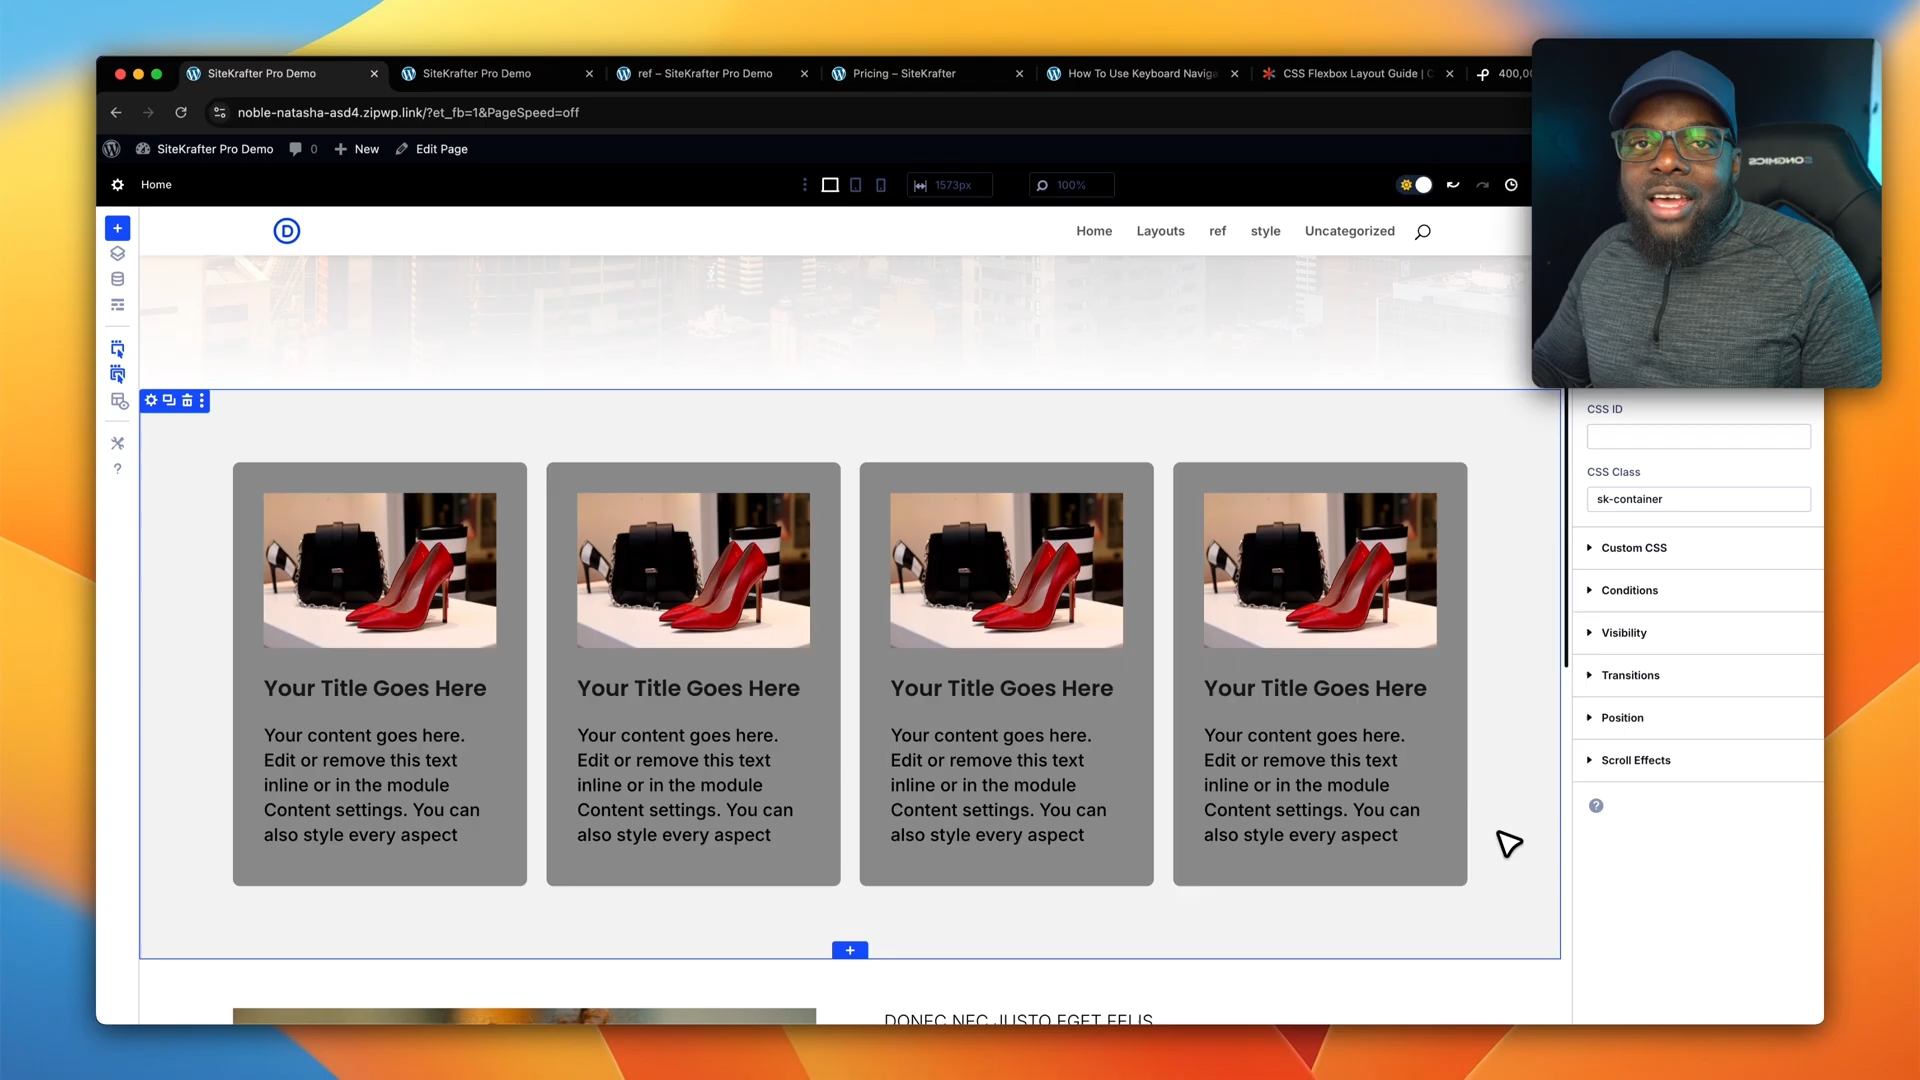 SiteKrafter Pro Demo
SiteKrafter Pro Demo
ref – SiteKrafter Pro Demo
Pricing – SiteKrafter
How To Use Keyboard Naviga
CSS Flexbox Layout Guide | C
400,0
noble-natasha-asd4.zipwp.link/?et_fb=1&PageSpeed=off
SiteKrafter Pro Demo
0
New
Edit Page
Home
1573px
100%
D
Home
Layouts
ref
style
Uncategorized
CSS ID
CSS Class
sk-container
Custom CSS
Conditions
Visibility
Transitions
Position
Scroll Effects
?
?
Your Title Goes Here
Your content goes here.
Edit or remove this text
inline or in the module
Content settings. You can
also style every aspect
Your Title Goes Here
Your content goes here.
Edit or remove this text
inline or in the module
Content settings. You can
also style every aspect
Your Title Goes Here
Your content goes here.
Edit or remove this text
inline or in the module
Content settings. You can
also style every aspect
Your Title Goes Here
Your content goes here.
Edit or remove this text
inline or in the module
Content settings. You can
also style every aspect
DONEC NEC JUSTO EGET FELIS